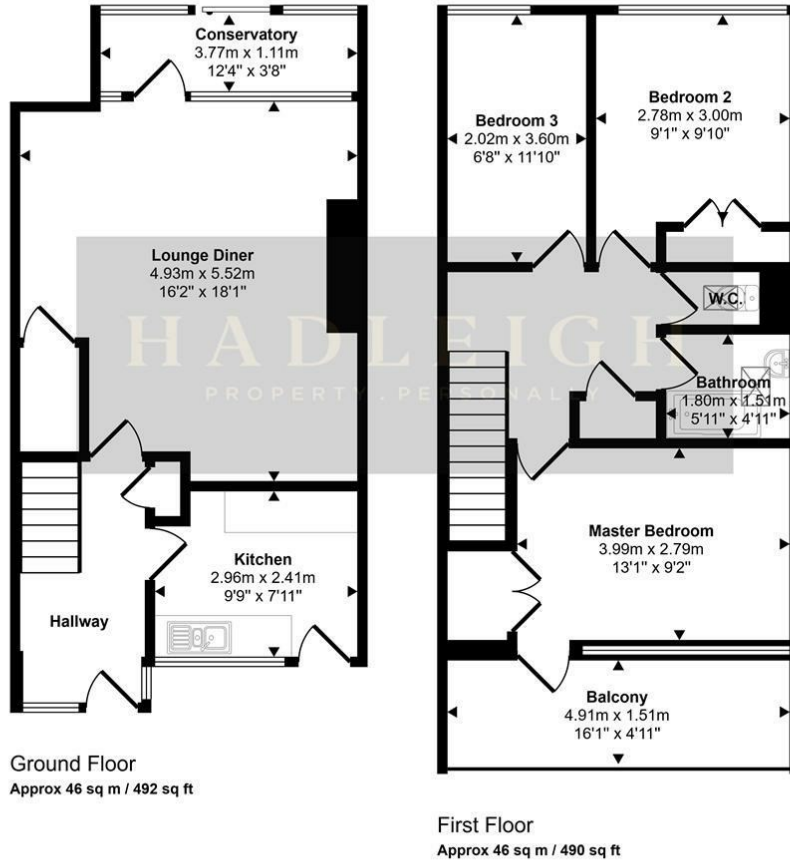 Conservatory
3.77m x 1.11m
12'4" x 3'8"
Lounge Diner
4.93m x 5.52m
16'2" x 18'1"
Kitchen
2.96m x 2.41m
9'9" x 7'11"
Hallway
Ground Floor
Approx 46 sq m / 492 sq ft
Bedroom 3
2.02m x 3.60m
6'8" x 11'10"
Bedroom 2
2.78m x 3.00m
9'1" x 9'10"
W.C.
Bathroom
1.80m x 1.51m
5'11" x 4'11"
Master Bedroom
3.99m x 2.79m
13'1" x 9'2"
Balcony
4.91m x 1.51m
16'1" x 4'11"
First Floor
Approx 46 sq m / 490 sq ft
HADLEIGH
PROPERTY . PERSONALLY